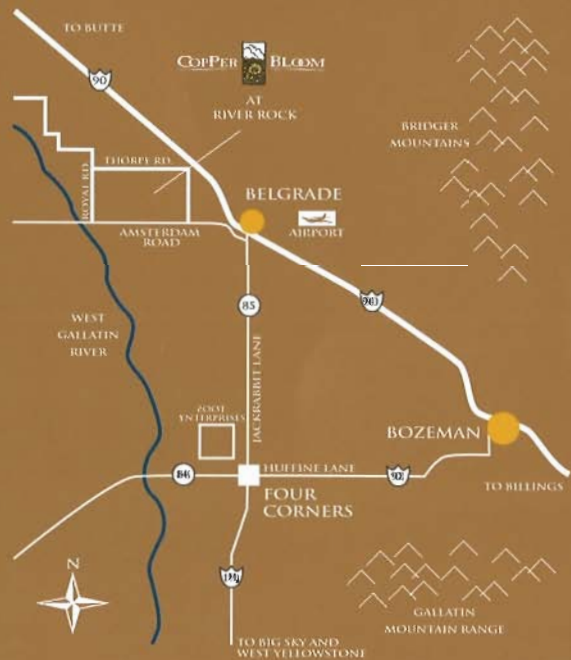 TO BUTTE
90
COPPER BLOOM
AT
RIVER ROCK
BRIDGER
MOUNTAINS
THORPE RD.
ROYAL RD.
BELGRADE
AIRPORT
AMSTERDAM
ROAD
85
WEST
GALLATIN
RIVER
JACKRABBIT LANE
ZOOT
ENTERPRISES
BOZEMAN
HUFFINE LANE
FOUR
CORNERS
TO BILLINGS
N
GALLATIN
MOUNTAIN RANGE
TO BIG SKY AND
WEST YELLOWSTONE